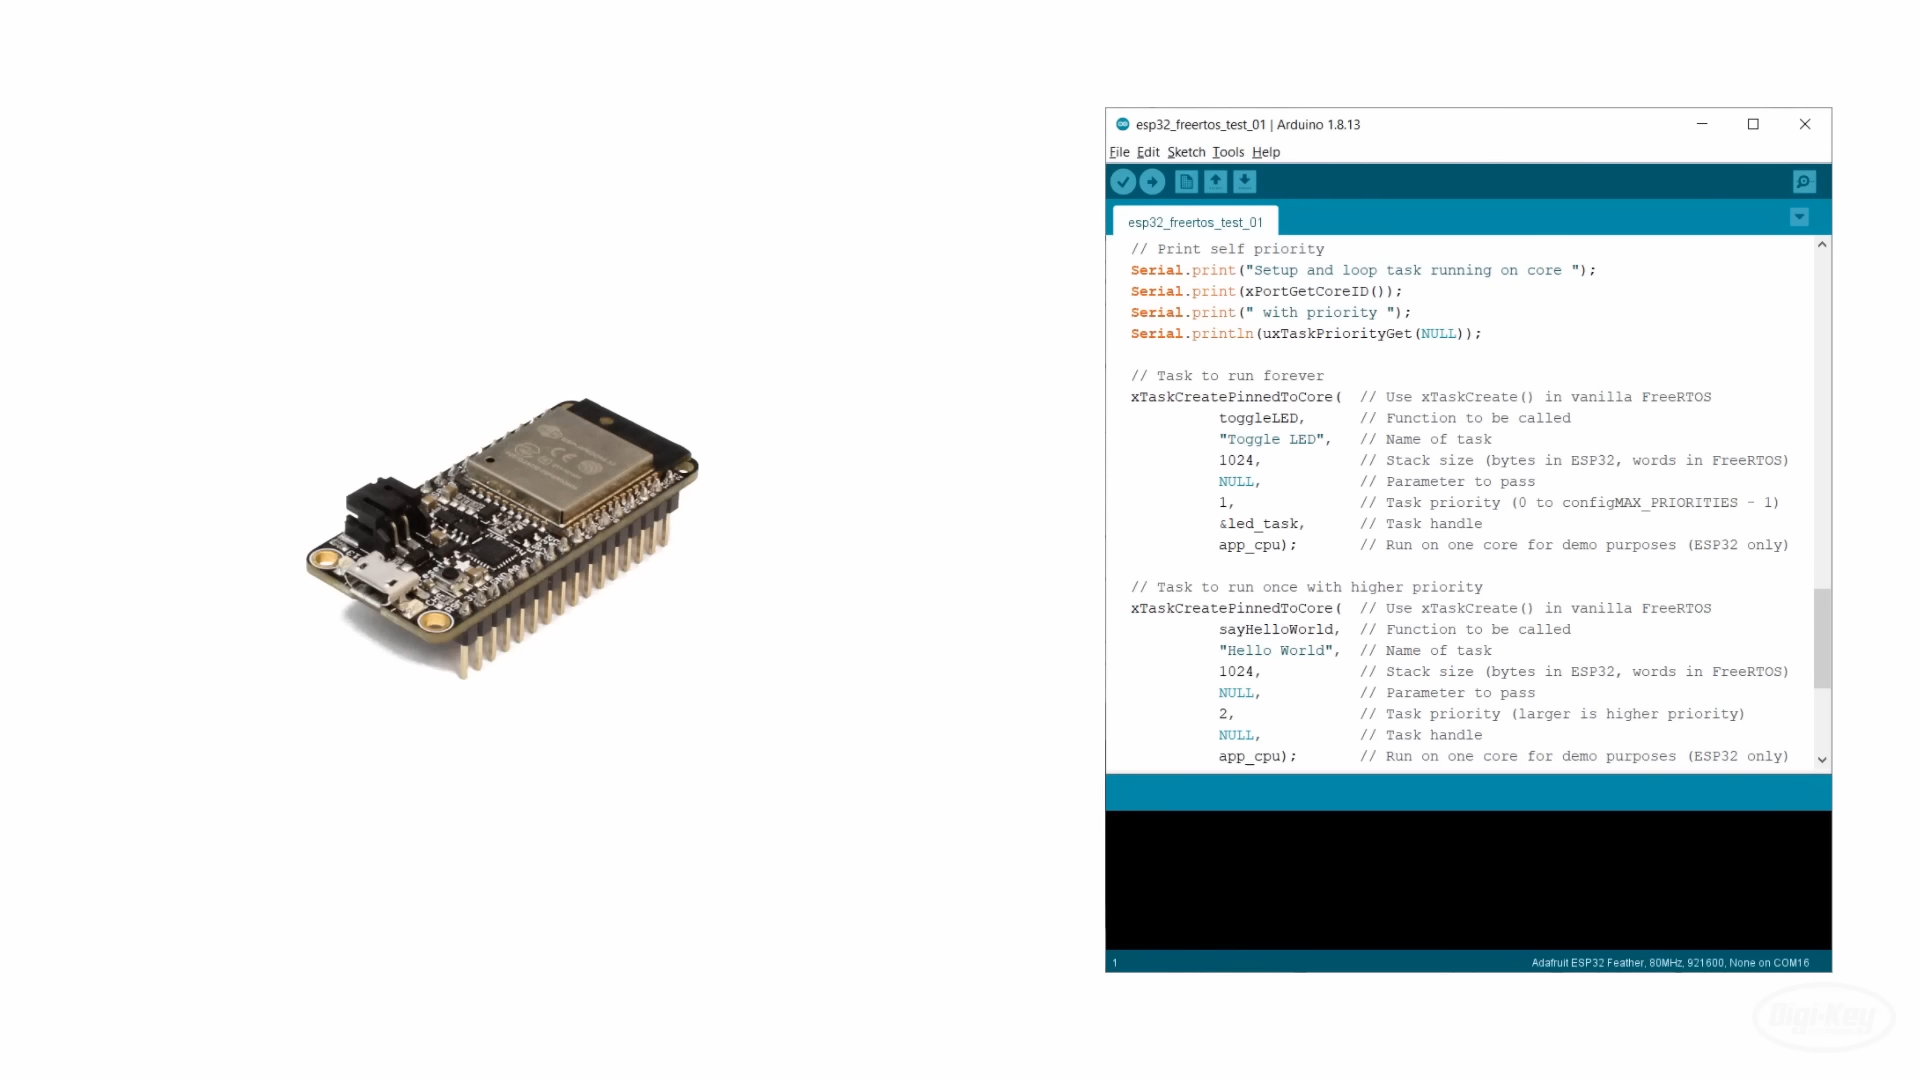 esp32_freertos_test_01 | Arduino 1.8.13
File Edit Sketch Tools Help
esp32_freertos_test_01
// Print self priority
Serial.print("Setup and loop task running on core ");
Serial.print(xPortGetCoreID());
Serial.print(" with priority ");
Serial.println(uxTaskPriorityGet(NULL));
// Task to run forever
xTaskCreatePinnedToCore( // Use xTaskCreate() in vanilla FreeRTOS
toggleLED, // Function to be called
"Toggle LED", // Name of task
1024, // Stack size (bytes in ESP32, words in FreeRTOS)
NULL, // Parameter to pass
1, // Task priority (0 to configMAX_PRIORITIES - 1)
&led_task, // Task handle
app_cpu); // Run on one core for demo purposes (ESP32 only)
// Task to run once with higher priority
xTaskCreatePinnedToCore( // Use xTaskCreate() in vanilla FreeRTOS
sayHelloWorld, // Function to be called
"Hello World", // Name of task
1024, // Stack size (bytes in ESP32, words in FreeRTOS)
NULL, // Parameter to pass
2, // Task priority (larger is higher priority)
NULL, // Task handle
app_cpu); // Run on one core for demo purposes (ESP32 only)
1 Adafruit ESP32 Feather, 80MHz, 921600, None on COM16
Digi-Key